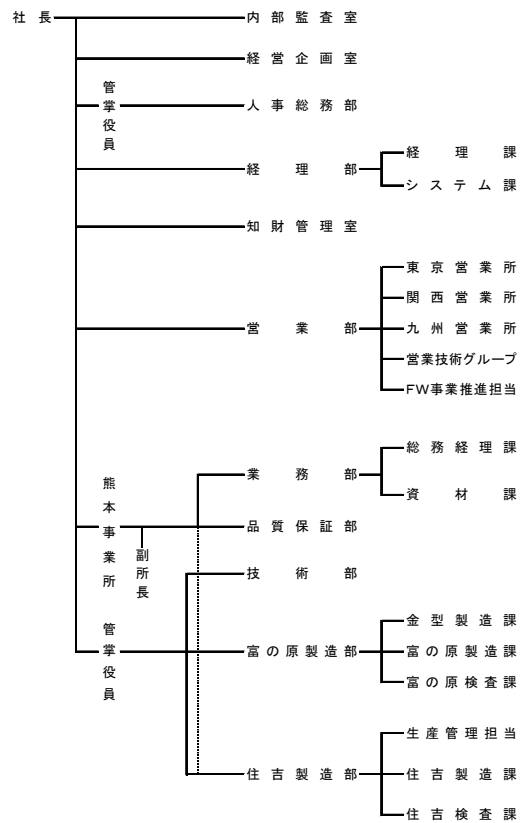 社長
内部監査室
経営企画室
管掌役員
人事総務部
経理部
経理課
システム課
知財管理室
営業部
東京営業所
関西営業所
九州営業所
営業技術グループ
FW事業推進担当
熊本事業所
副所長
業務部
総務経理課
資材課
品質保証部
技術部
管掌役員
富の原製造部
金型製造課
富の原製造課
富の原検査課
住吉製造部
生産管理担当
住吉製造課
住吉検査課